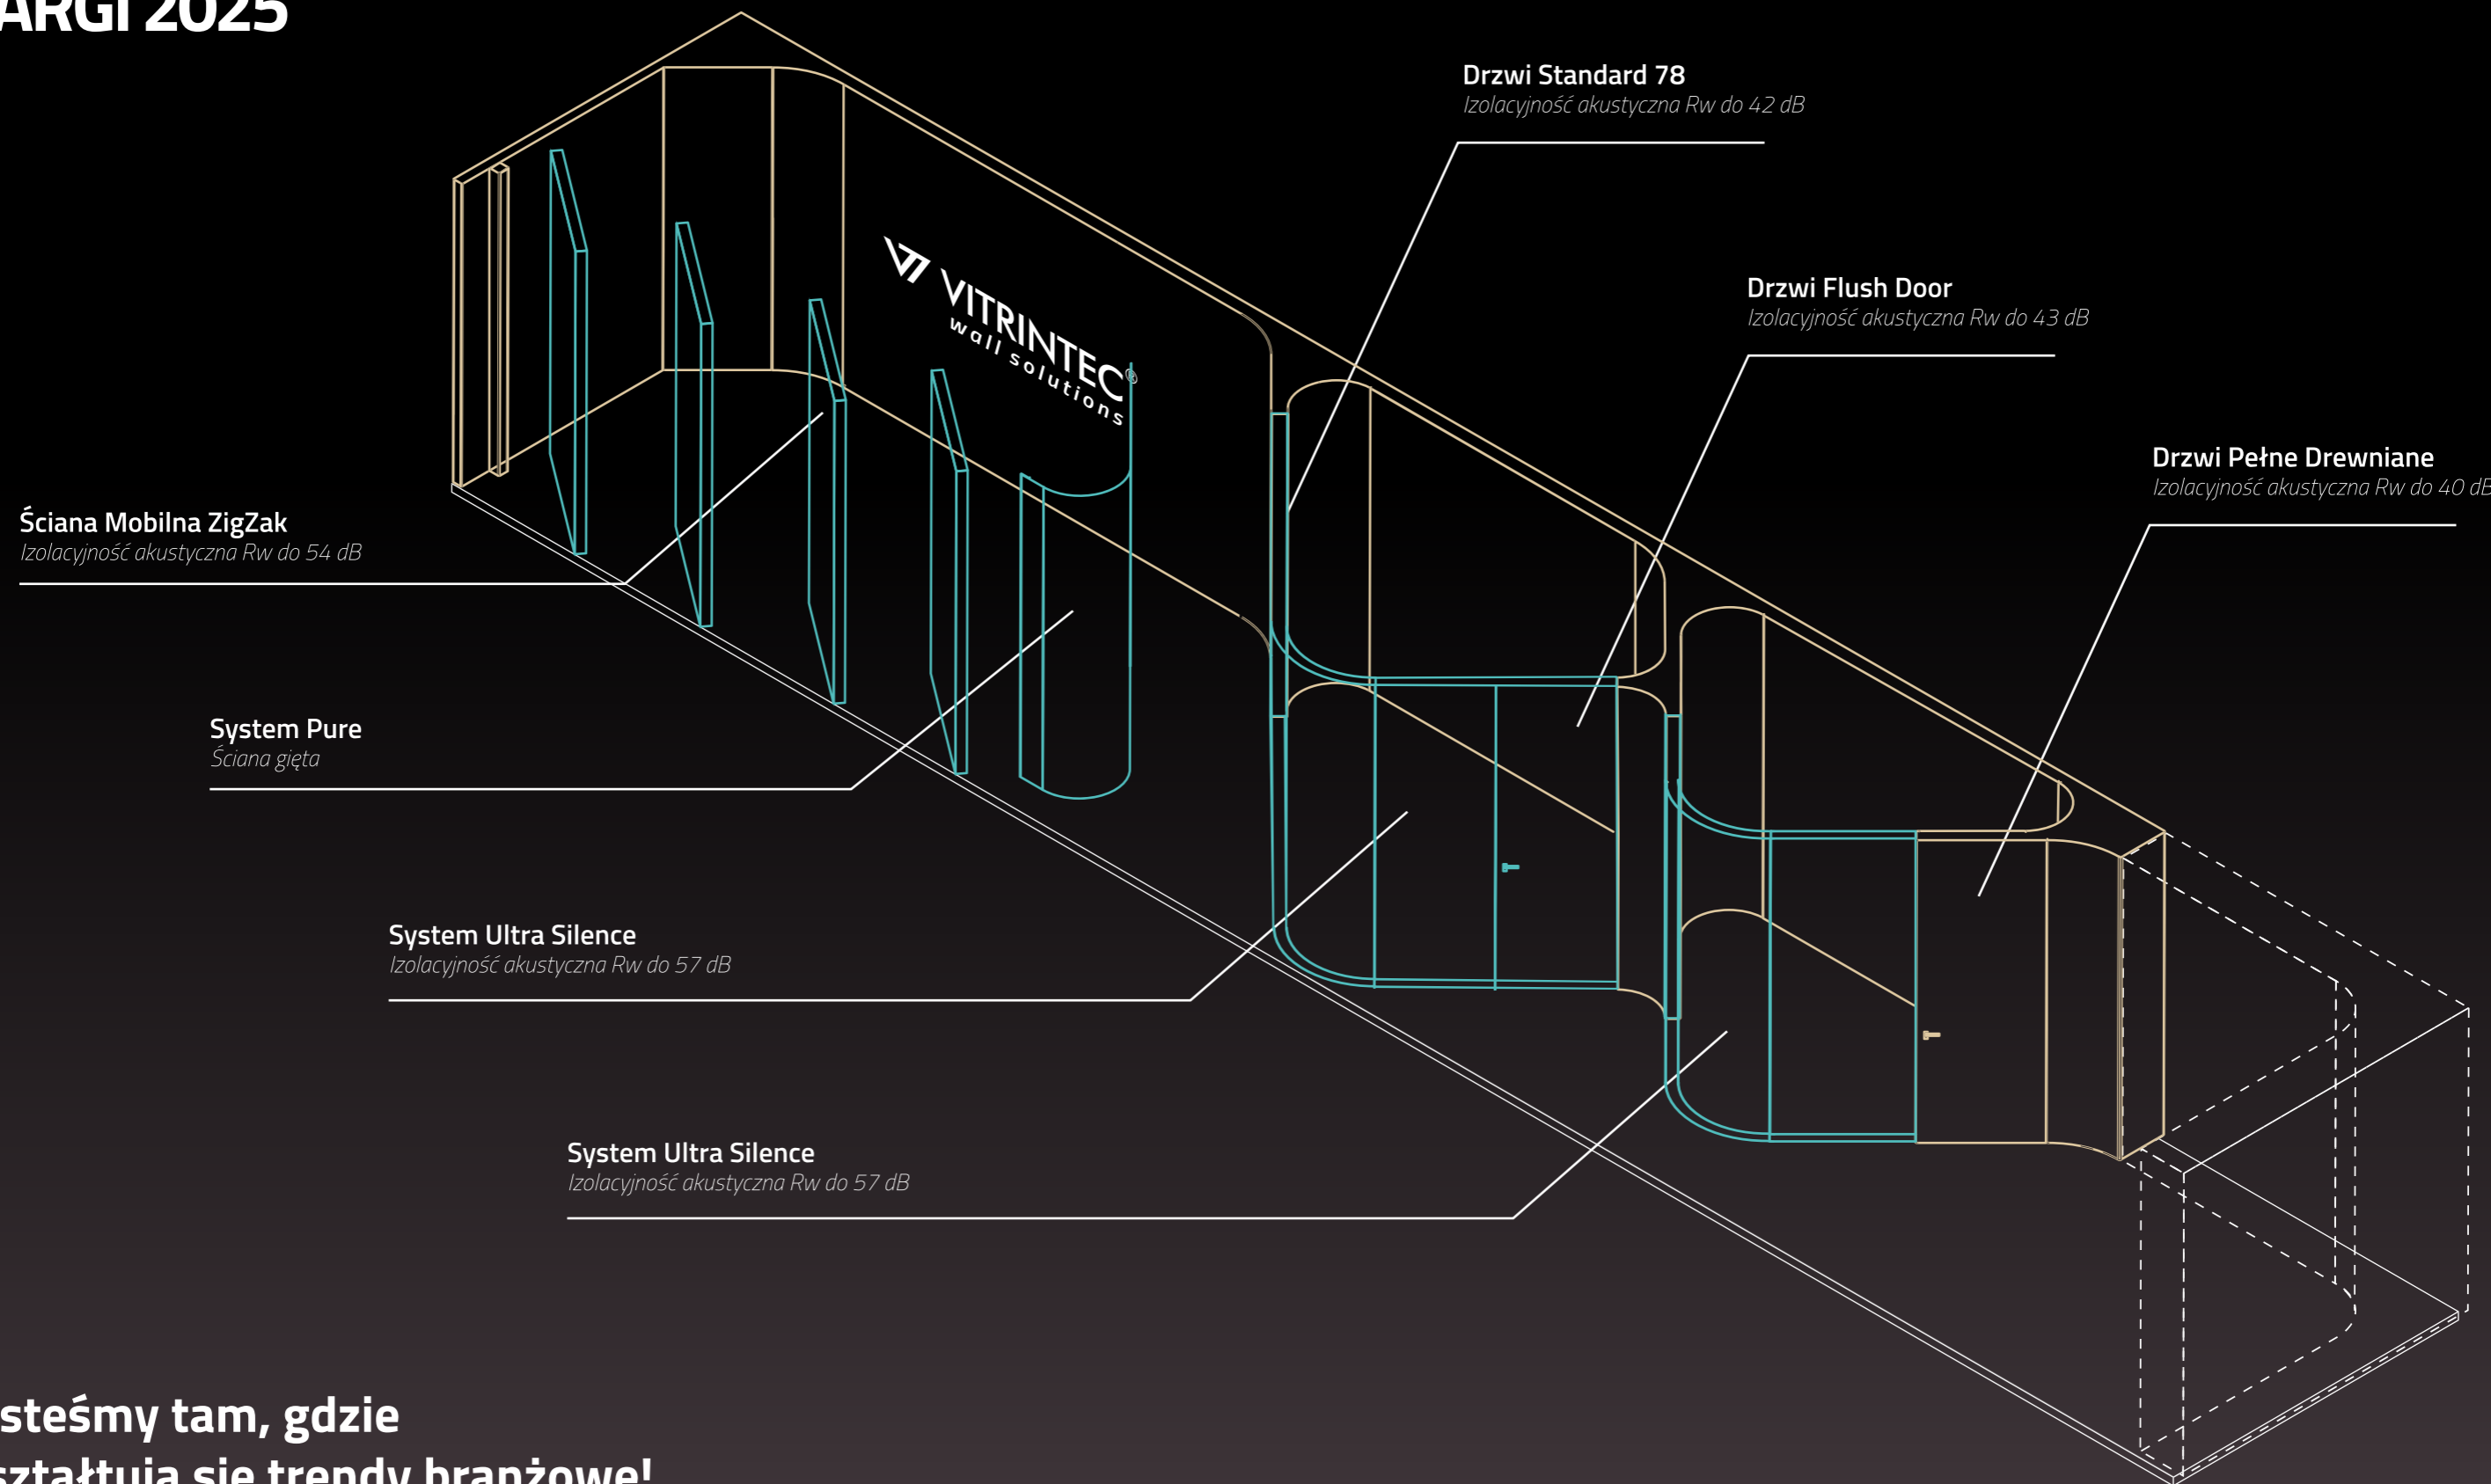 ARGI 2025
Drzwi Standard 78
Izolacyjność akustyczna Rw do 42 dB
Drzwi Flush Door
Izolacyjność akustyczna Rw do 43 dB
Drzwi Pełne Drewniane
Izolacyjność akustyczna Rw do 40 dB
VITRINTEC®
wall solutions
Ściana Mobilna ZigZak
Izolacyjność akustyczna Rw do 54 dB
System Pure
Ściana gięta
System Ultra Silence
Izolacyjność akustyczna Rw do 57 dB
System Ultra Silence
Izolacyjność akustyczna Rw do 57 dB
steśmy tam, gdzie
ształtują się trendy branżowe!